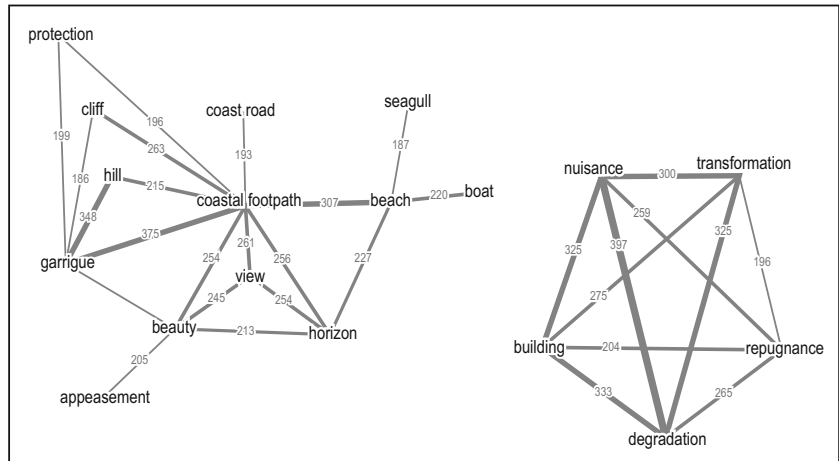 protection
cliff
coast road
seagull
199
196
263
193
187
nuisance
300
transformation
186
hill
215
coastal footpath
307
beach
220
boat
348
375
259
garrigue
254
261
256
227
325
397
325
196
view
245
254
275
beauty
213
horizon
building
204
repugnance
205
333
265
appeasement
degradation